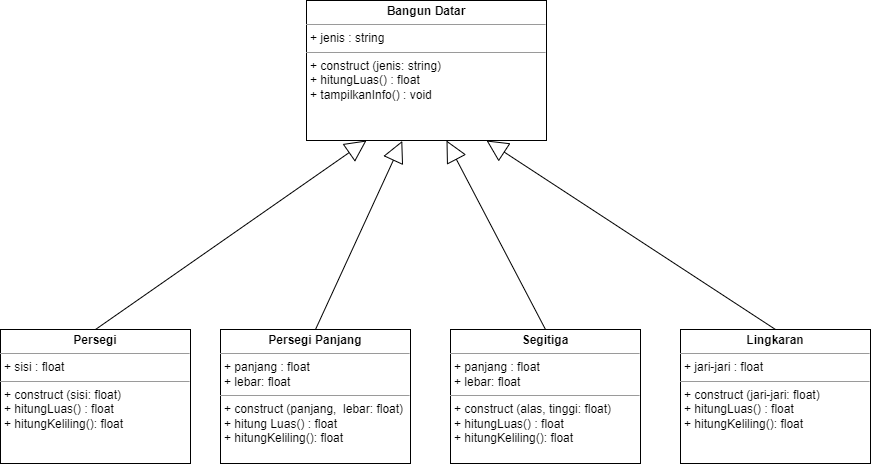 Bangun Datar
+ jenis : string
+ construct (jenis: string)
+ hitungLuas() : float
+ tampilkanInfo() : void
Persegi
+ sisi : float
+ construct (sisi: float)
+ hitungLuas() : float
+ hitungKeliling(): float
Persegi Panjang
+ panjang : float
+ lebar: float
+ construct (panjang,  lebar: float)
+ hitung Luas() : float
+ hitungKeliling(): float
Segitiga
+ panjang : float
+ lebar: float
+ construct (alas, tinggi: float)
+ hitungLuas() : float
+ hitungKeliling(): float
Lingkaran
+ jari-jari : float
+ construct (jari-jari: float)
+ hitungLuas() : float
+ hitungKeliling(): float